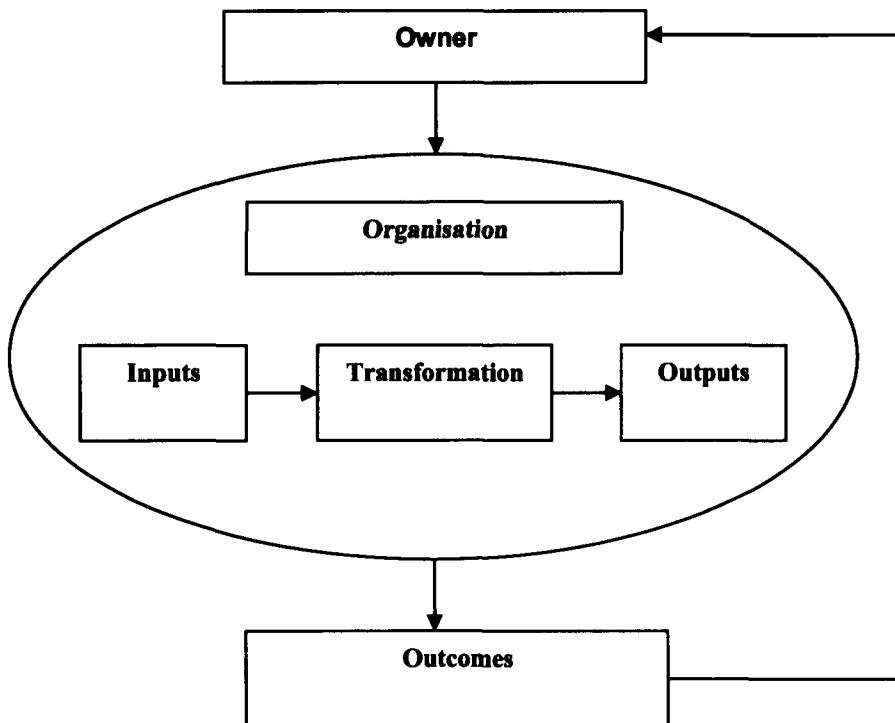 Owner
Organisation
Inputs
Transformation
Outputs
Outcomes